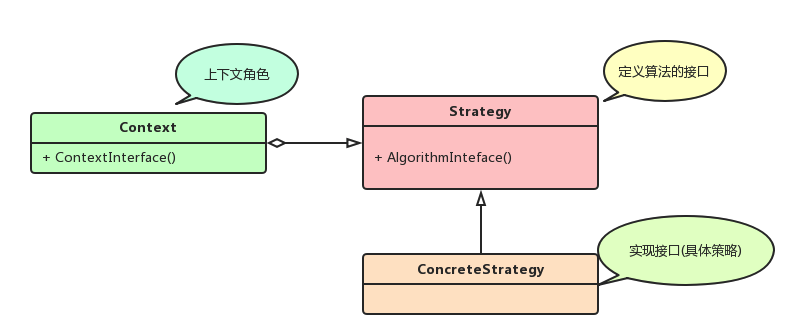 上下文角色
定义算法的接口
Context
+ ContextInterface()
Strategy
+ AlgorithmInteface()
ConcreteStrategy
实现接口(具体策略)